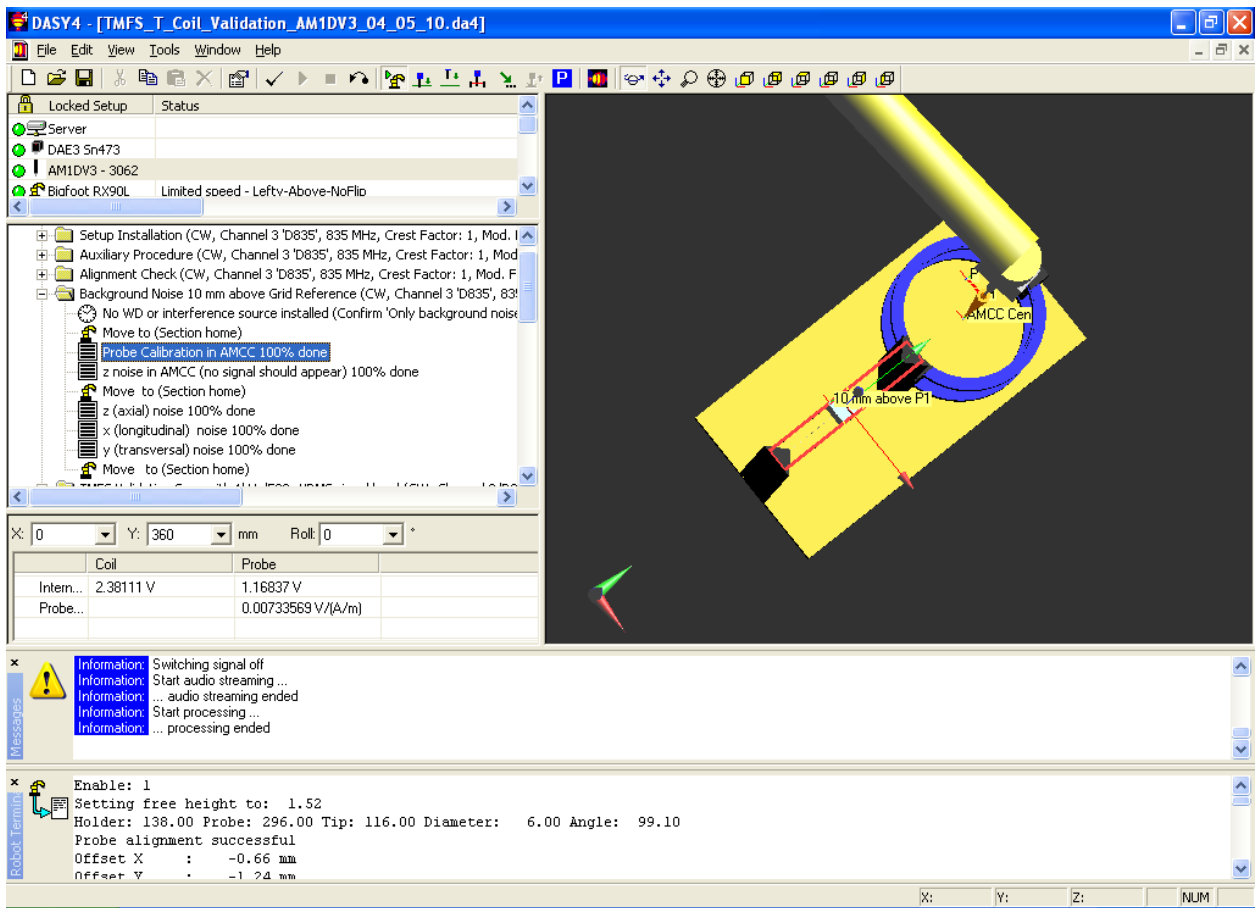 DASY4 - [TMFS_T_Coil_Validation_AM1DV3_04_05_10.da4]
File Edit View Tools Window Help
P
Locked Setup Status
Server
DAE3 Sn473
AM1DV3 - 3062
Bigfoot RX90L Limited speed - Lefty-Above-NoFlip
Setup Installation (CW, Channel 3 'D835', 835 MHz, Crest Factor: 1, Mod.
Auxiliary Procedure (CW, Channel 3 'D835', 835 MHz, Crest Factor: 1, Mod
Alignment Check (CW, Channel 3 'D835', 835 MHz, Crest Factor: 1, Mod. F
Background Noise 10 mm above Grid Reference (CW, Channel 3 'D835', 83
No WD or interference source installed (Confirm 'Only background noise
Move to (Section home)
Probe Calibration in AMCC 100% done
z noise in AMCC (no signal should appear) 100% done
Move to (Section home)
z (axial) noise 100% done
x (longitudinal) noise 100% done
y (transversal) noise 100% done
Move to (Section home)
X: 0 Y: 360 mm Roll: 0 °
Coil Probe
Intern... 2.38111 V 1.16837 V
Probe... 0.00733569 V/(A/m)
P
AMCC Cen
10 mm above P1
Messages
Information: Switching signal off
Information: Start audio streaming ...
Information: ... audio streaming ended
Information: Start processing ...
Information: ... processing ended
Robot Termin
Enable: 1
Setting free height to: 1.52
Holder: 138.00 Probe: 296.00 Tip: 116.00 Diameter: 6.00 Angle: 99.10
Probe alignment successful
Offset X : -0.66 mm
Offset Y : -1.24 mm
X: Y: Z: NUM